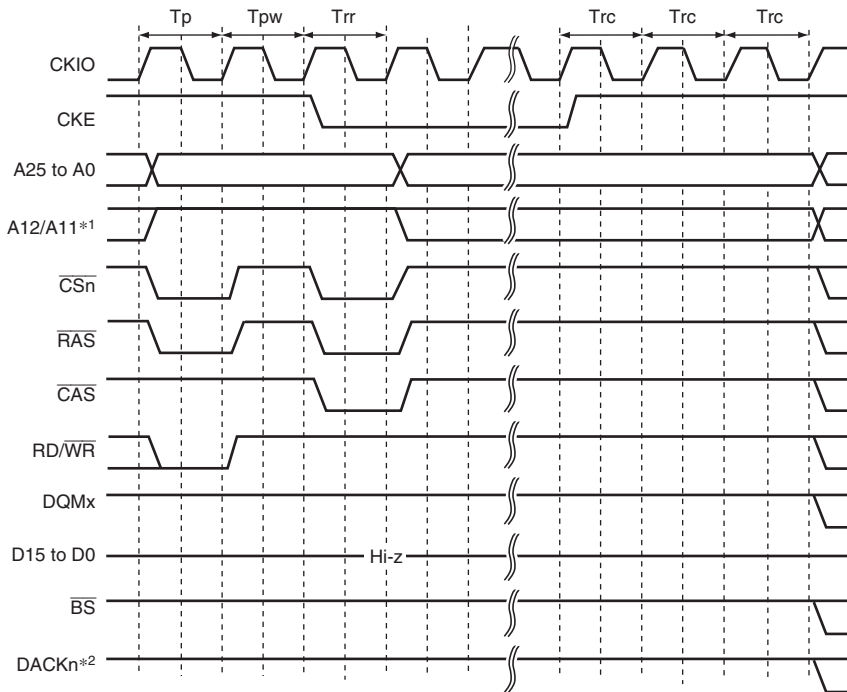 Tp Tpw Trr Trc Trc Trc
CKIO
CKE
A25 to A0
A12/A11*1
CSn
RAS
CAS
RD/WR
DQMx
D15 to D0 Hi-z
BS
DACKn*2